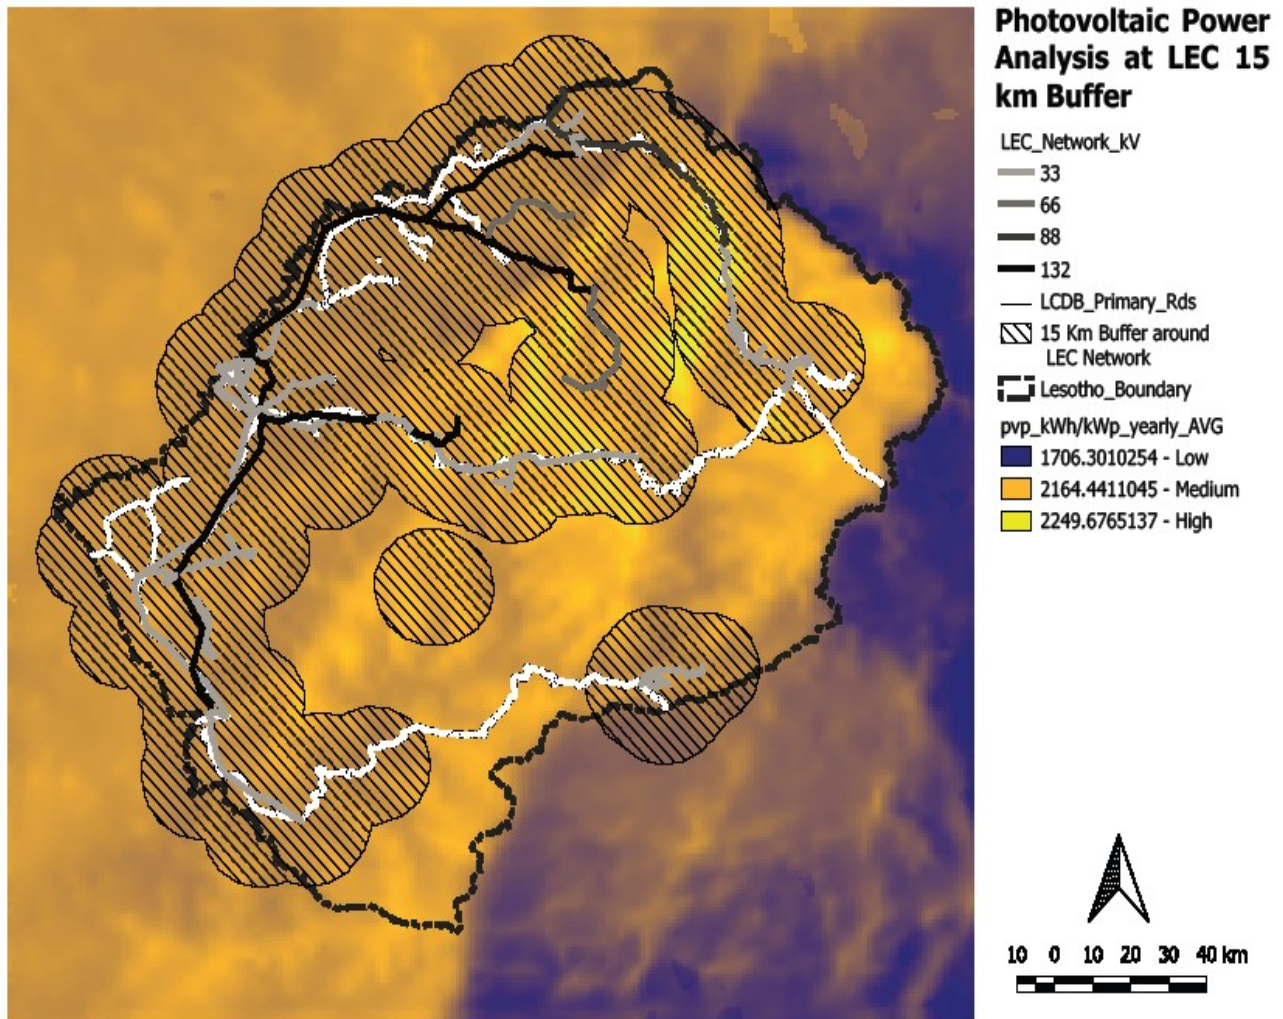 Photovoltaic Power
Analysis at LEC 15
km Buffer
LEC_Network_kV
33
66
88
132
LCDB_Primary_Rds
15 Km Buffer around
LEC Network
Lesotho_Boundary
pvp_kWh/kWp_yearly_AVG
1706.3010254 - Low
2164.4411045 - Medium
2249.6765137 - High
10 0 10 20 30 40 km